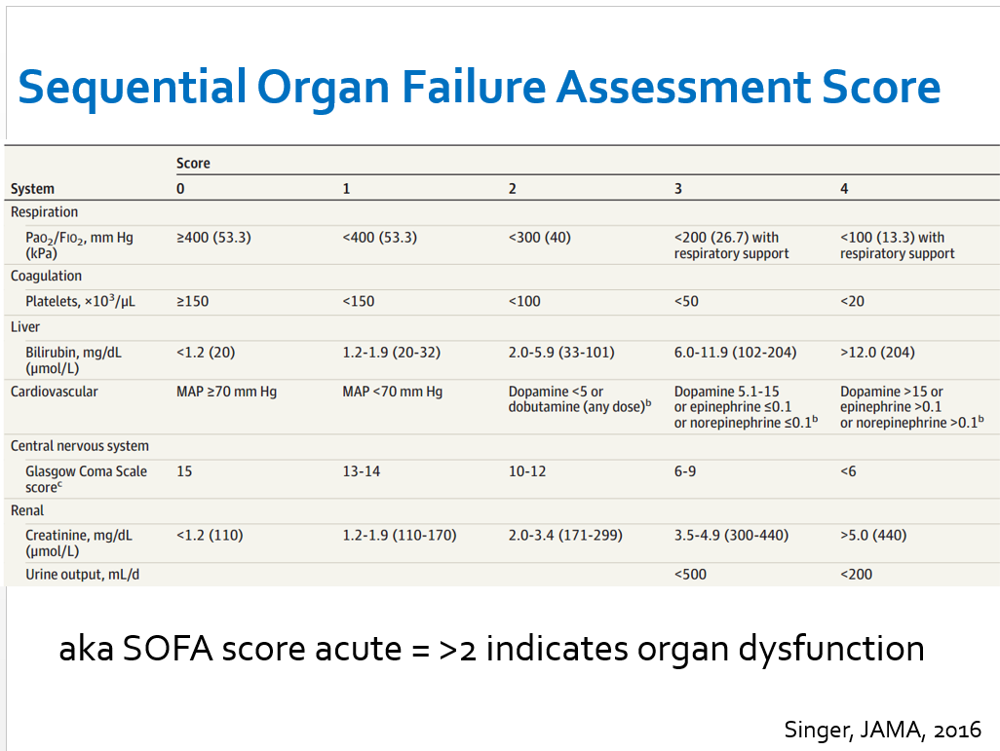 Sequential Organ Failure Assessment Score
Score
System 0 1 2 3 4
Respiration
PaO₂/FIO₂, mm Hg (kPa) ≥400 (53.3) <400 (53.3) <300 (40) <200 (26.7) with respiratory support <100 (13.3) with respiratory support
Coagulation
Platelets, ×10³/μL ≥150 <150 <100 <50 <20
Liver
Bilirubin, mg/dL (μmol/L) <1.2 (20) 1.2-1.9 (20-32) 2.0-5.9 (33-101) 6.0-11.9 (102-204) >12.0 (204)
Cardiovascular MAP ≥70 mm Hg MAP <70 mm Hg Dopamine <5 or dobutamine (any dose)ᵇ Dopamine 5.1-15 or epinephrine ≤0.1 or norepinephrine ≤0.1ᵇ Dopamine >15 or epinephrine >0.1 or norepinephrine >0.1ᵇ
Central nervous system
Glasgow Coma Scale scoreᶜ 15 13-14 10-12 6-9 <6
Renal
Creatinine, mg/dL (μmol/L) <1.2 (110) 1.2-1.9 (110-170) 2.0-3.4 (171-299) 3.5-4.9 (300-440) >5.0 (440)
Urine output, mL/d <500 <200
aka SOFA score acute = >2 indicates organ dysfunction
Singer, JAMA, 2016